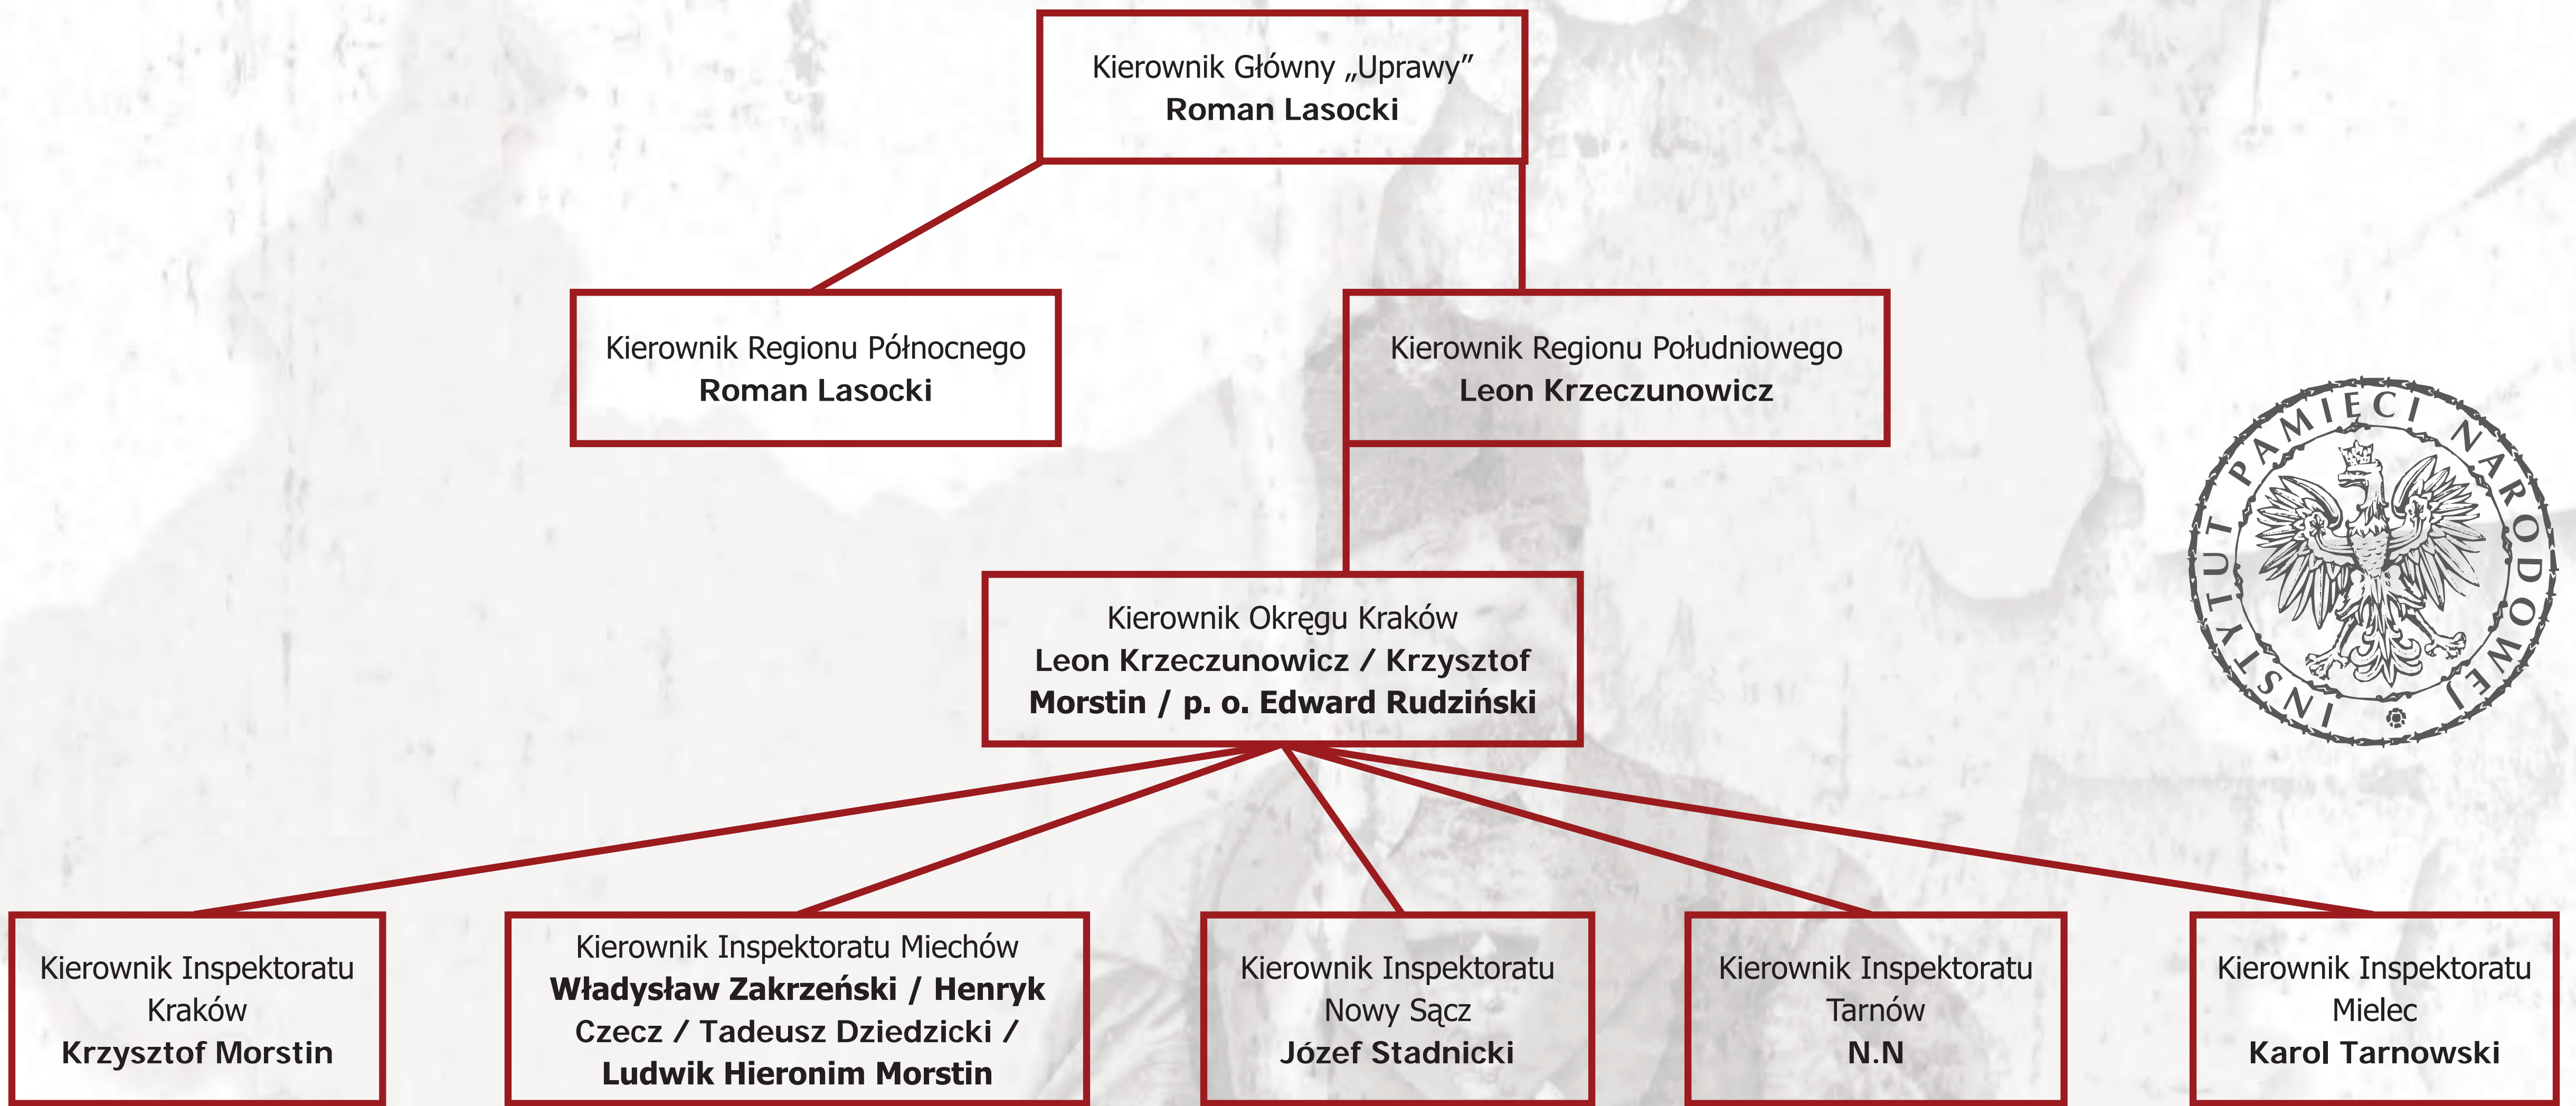 Kierownik Główny „Uprawy”
Roman Lasocki
Kierownik Regionu Północnego
Roman Lasocki
Kierownik Regionu Południowego
Leon Krzeczunowicz
INSTYTUT PAMIĘCI NARODOWEJ
Kierownik Okręgu Kraków
Leon Krzeczunowicz / Krzysztof
Morstin / p. o. Edward Rudziński
Kierownik Inspektoratu
Kraków
Krzysztof Morstin
Kierownik Inspektoratu Miechów
Władysław Zakrzeński / Henryk
Czecz / Tadeusz Dziedzicki /
Ludwik Hieronim Morstin
Kierownik Inspektoratu
Nowy Sącz
Józef Stadnicki
Kierownik Inspektoratu
Tarnów
N.N
Kierownik Inspektoratu
Mielec
Karol Tarnowski